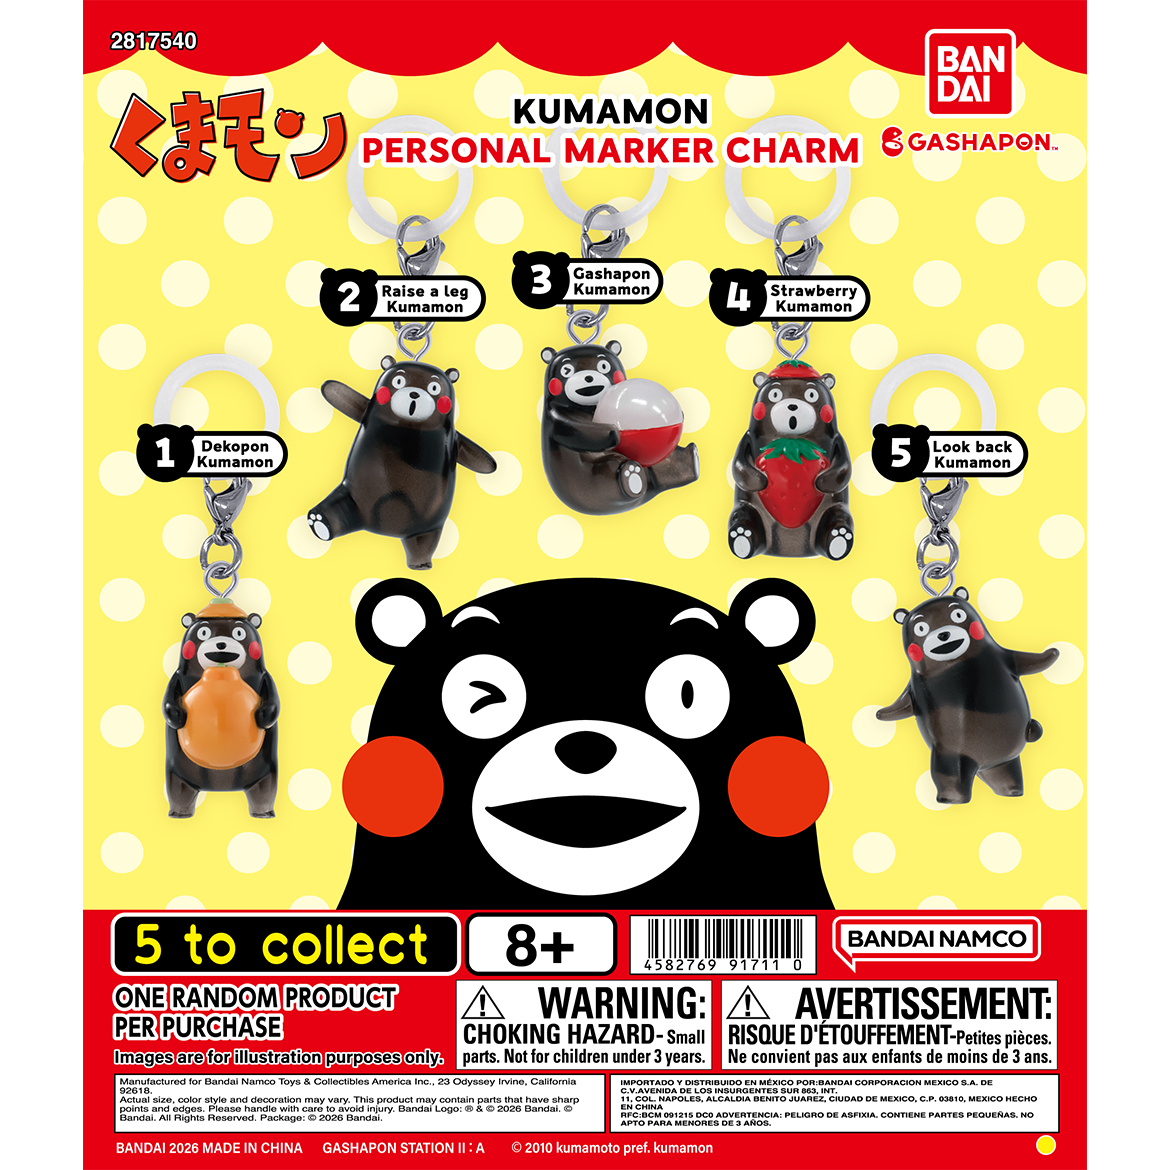 2817540
BAN
DAI
くまモン
KUMAMON
PERSONAL MARKER CHARM
GASHAPON™
3 Gashapon
Kumamon
2 Raise a leg
Kumamon
4 Strawberry
Kumamon
1 Dekopon
Kumamon
5 Look back
Kumamon
5 to collect
8+
4582769 91711 0
BANDAI NAMCO
ONE RANDOM PRODUCT
PER PURCHASE
Images are for illustration purposes only.
WARNING:
CHOKING HAZARD- Small
parts. Not for children under 3 years.
AVERTISSEMENT:
RISQUE D'ÉTOUFFEMENT-Petites pièces.
Ne convient pas aux enfants de moins de 3 ans.
Manufactured for Bandai Namco Toys & Collectibles America Inc., 23 Odyssey Irvine, California
92618.
Actual size, color style and decoration may vary. This product may contain parts that have sharp
points and edges. Please handle with care to avoid injury. Bandai Logo: ® & © 2026 Bandai. ©
Bandai. All Rights Reserved. Package: © 2026 Bandai.
IMPORTADO Y DISTRIBUIDO EN MÉXICO POR:BANDAI CORPORACION MEXICO S.A. DE
C.V.AVENIDA DE LOS INSURGENTES SUR 863, INT.
11, COL. NAPOLES, ALCALDIA BENITO JUAREZ, CIUDAD DE MEXICO, C.P. 03810, MEXICO HECHO
EN CHINA
RFC:BCM 091215 DC0 ADVERTENCIA: PELIGRO DE ASFIXIA. CONTIENE PARTES PEQUEÑAS. NO
APTO PARA MENORES DE 3 AÑOS.
BANDAI 2026 MADE IN CHINA
GASHAPON STATION II : A
© 2010 kumamoto pref. kumamon